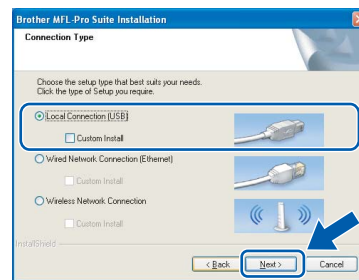 Brother MFL-Pro Suite Installation
Connection Type
Choose the setup type that best suits your needs.
Click the type of Setup you require.
Local Connection (USB)
Custom Install
Wired Network Connection (Ethernet)
Custom Install
Wireless Network Connection
Custom Install
InstallShield
< Back Next > Cancel